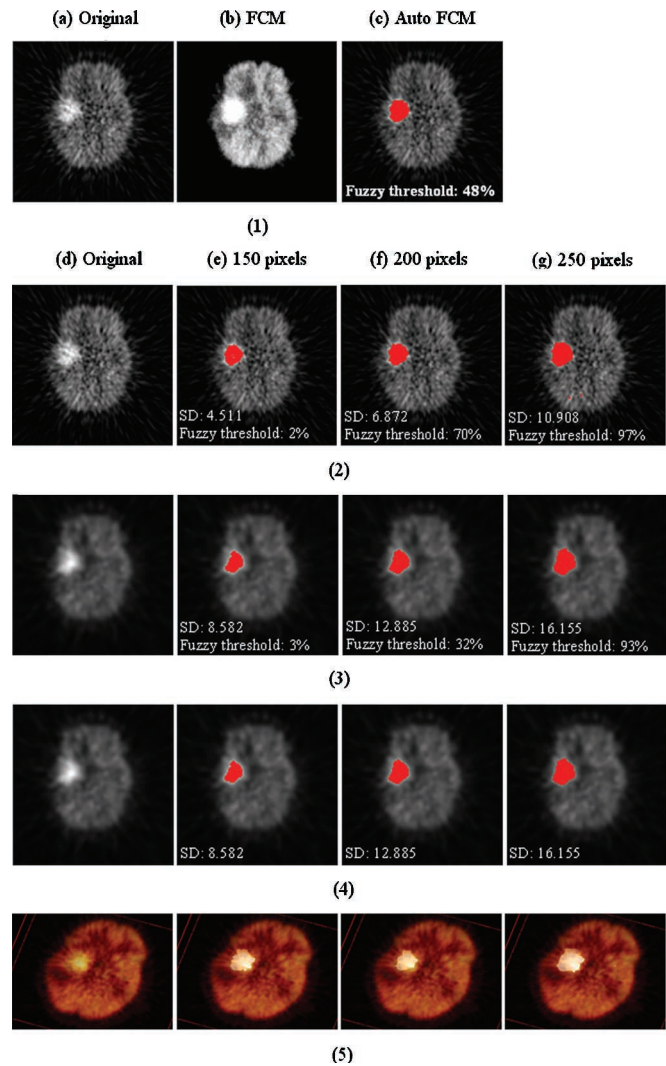 (a) Original (b) FCM (c) Auto FCM
Fuzzy threshold: 48%
(1)
(d) Original (e) 150 pixels (f) 200 pixels (g) 250 pixels
SD: 4.511 SD: 6.872 SD: 10.908
Fuzzy threshold: 2% Fuzzy threshold: 70% Fuzzy threshold: 97%
(2)
SD: 8.582 SD: 12.885 SD: 16.155
Fuzzy threshold: 3% Fuzzy threshold: 32% Fuzzy threshold: 93%
(3)
SD: 8.582 SD: 12.885 SD: 16.155
(4)
(5)